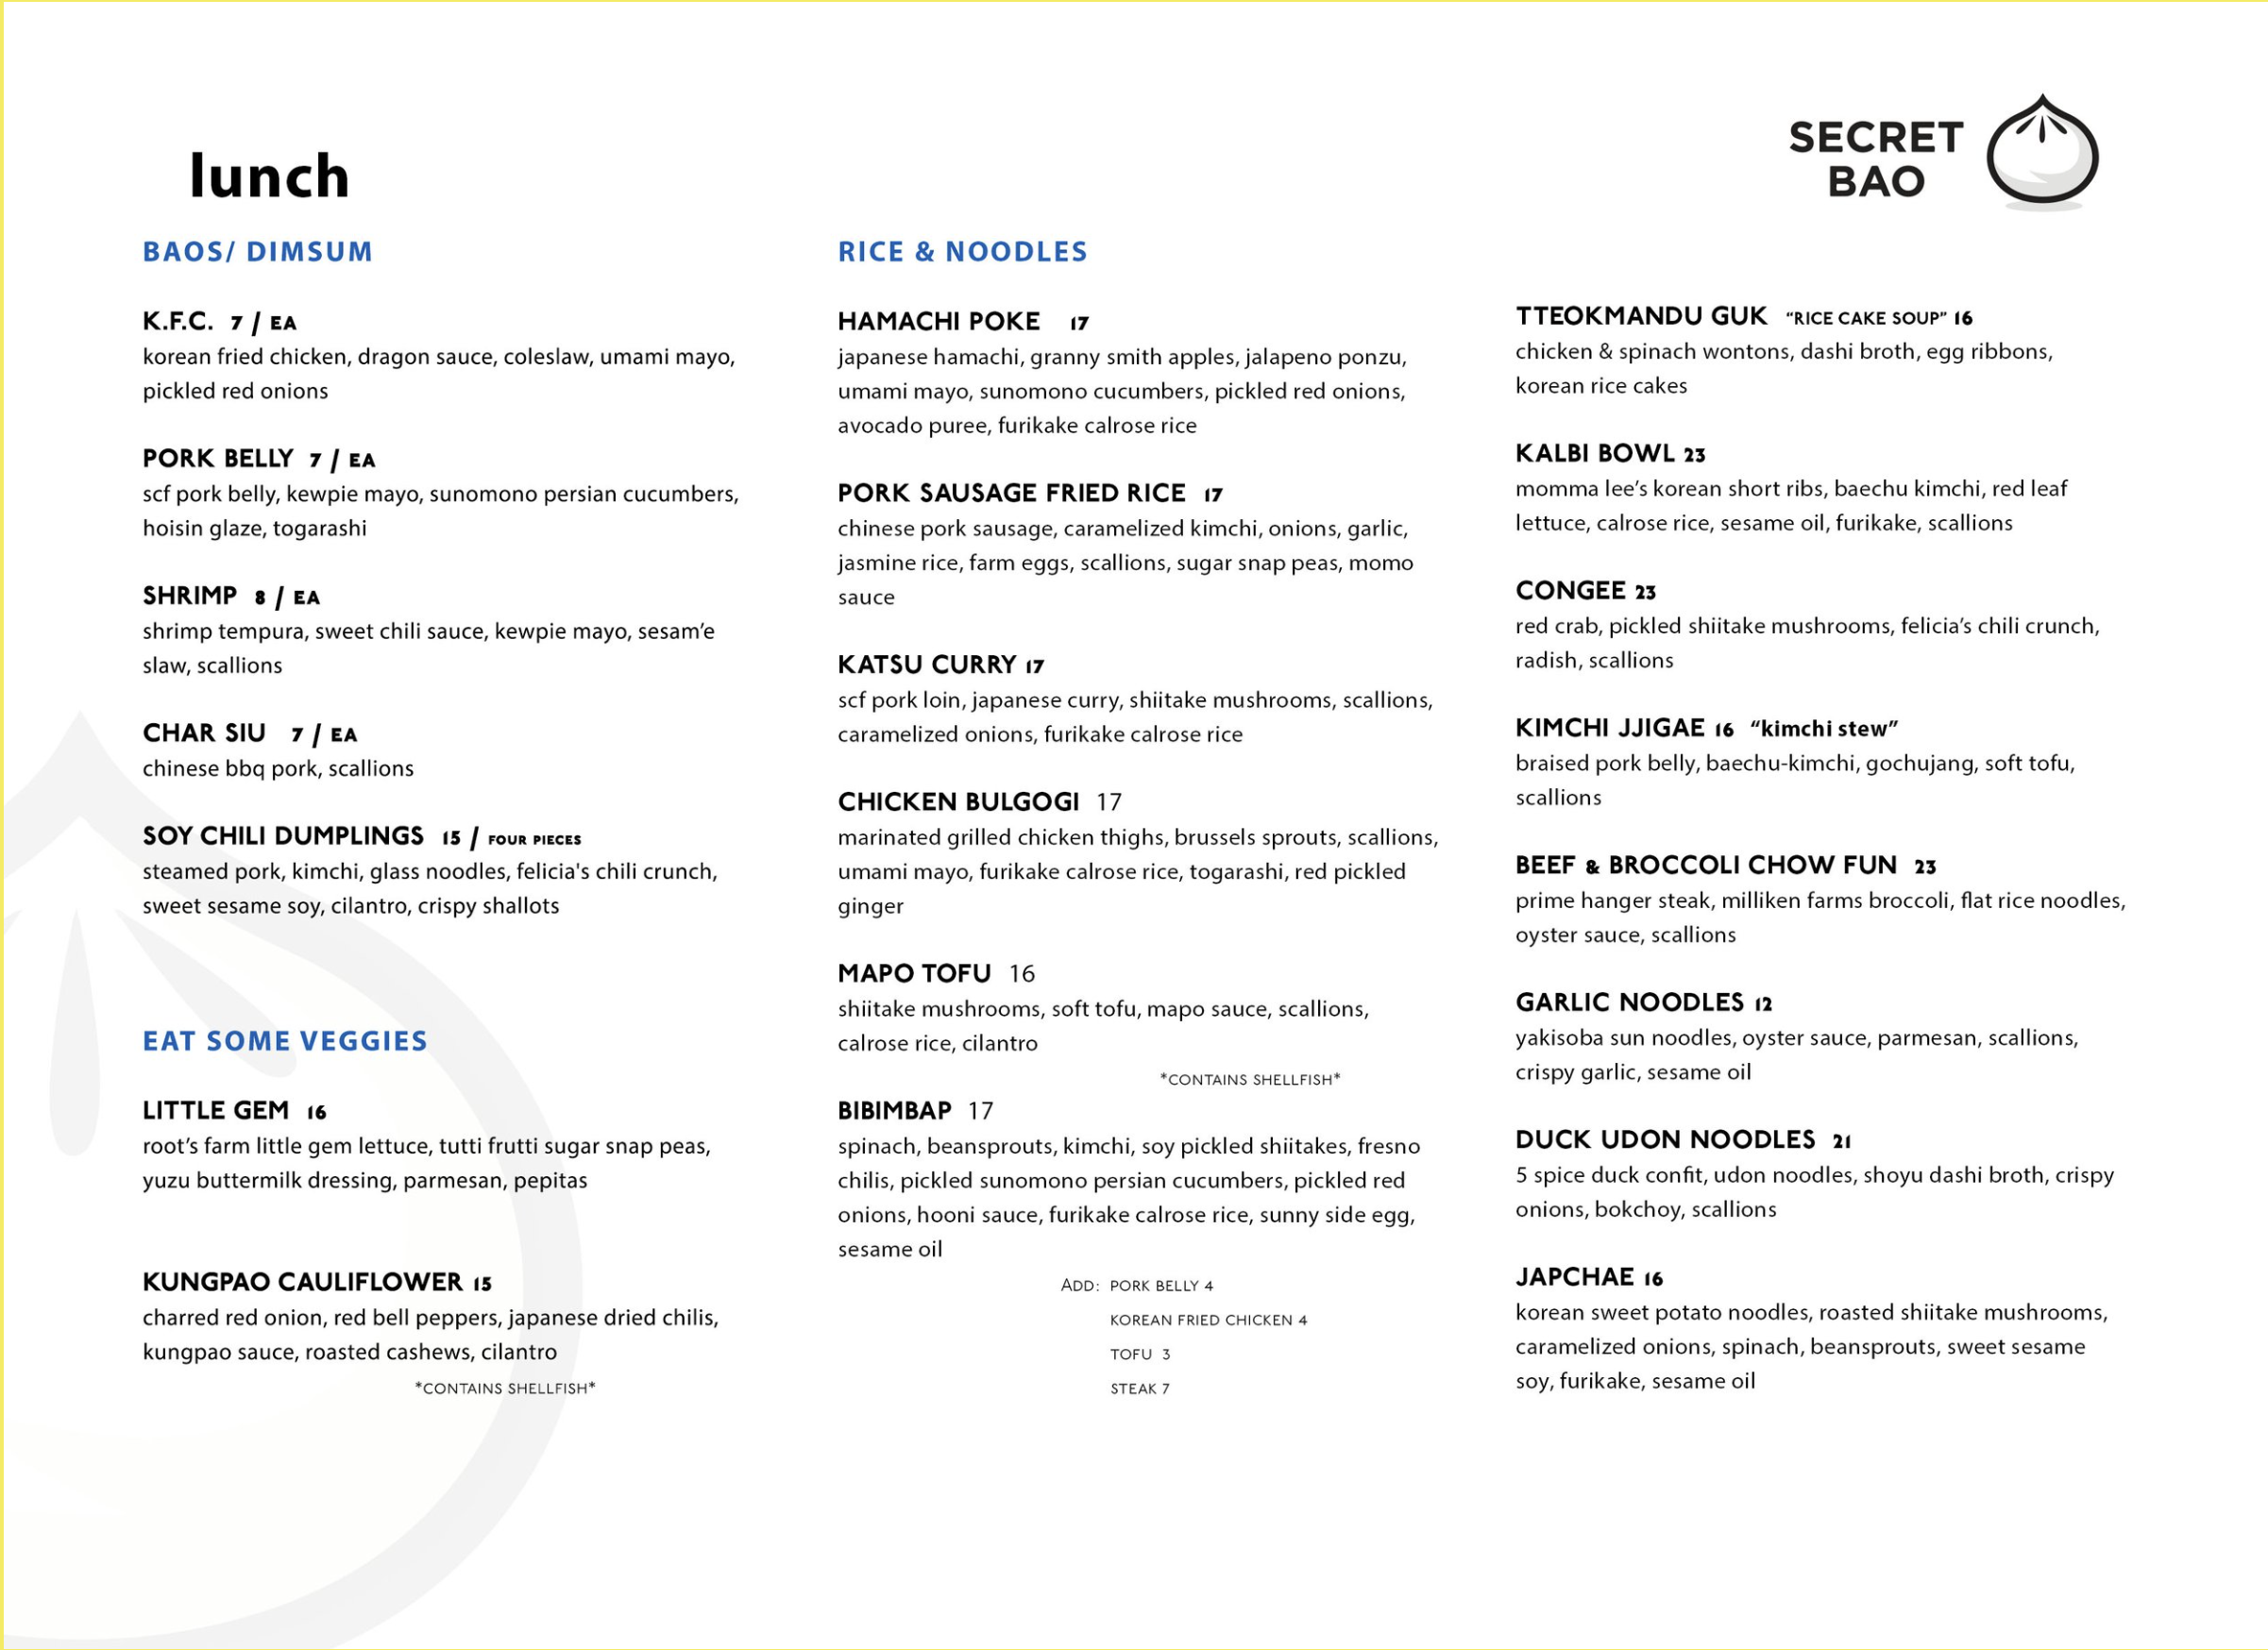 lunch
SECRET
BAO
BAOS/ DIMSUM
K.F.C. 7 / EA
korean fried chicken, dragon sauce, coleslaw, umami mayo,
pickled red onions
PORK BELLY 7 / EA
scf pork belly, kewpie mayo, sunomono persian cucumbers,
hoisin glaze, togarashi
SHRIMP 8 / EA
shrimp tempura, sweet chili sauce, kewpie mayo, sesam’e
slaw, scallions
CHAR SIU 7 / EA
chinese bbq pork, scallions
SOY CHILI DUMPLINGS 15 / FOUR PIECES
steamed pork, kimchi, glass noodles, felicia's chili crunch,
sweet sesame soy, cilantro, crispy shallots
EAT SOME VEGGIES
LITTLE GEM 16
root’s farm little gem lettuce, tutti frutti sugar snap peas,
yuzu buttermilk dressing, parmesan, pepitas
KUNGPAO CAULIFLOWER 15
charred red onion, red bell peppers, japanese dried chilis,
kungpao sauce, roasted cashews, cilantro
*CONTAINS SHELLFISH*
RICE & NOODLES
HAMACHI POKE 17
japanese hamachi, granny smith apples, jalapeno ponzu,
umami mayo, sunomono cucumbers, pickled red onions,
avocado puree, furikake calrose rice
PORK SAUSAGE FRIED RICE 17
chinese pork sausage, caramelized kimchi, onions, garlic,
jasmine rice, farm eggs, scallions, sugar snap peas, momo
sauce
KATSU CURRY 17
scf pork loin, japanese curry, shiitake mushrooms, scallions,
caramelized onions, furikake calrose rice
CHICKEN BULGOGI 17
marinated grilled chicken thighs, brussels sprouts, scallions,
umami mayo, furikake calrose rice, togarashi, red pickled
ginger
MAPO TOFU 16
shiitake mushrooms, soft tofu, mapo sauce, scallions,
calrose rice, cilantro
*CONTAINS SHELLFISH*
BIBIMBAP 17
spinach, beansprouts, kimchi, soy pickled shiitakes, fresno
chilis, pickled sunomono persian cucumbers, pickled red
onions, hooni sauce, furikake calrose rice, sunny side egg,
sesame oil
ADD: PORK BELLY 4
KOREAN FRIED CHICKEN 4
TOFU 3
STEAK 7
TTEOKMANDU GUK “RICE CAKE SOUP” 16
chicken & spinach wontons, dashi broth, egg ribbons,
korean rice cakes
KALBI BOWL 23
momma lee’s korean short ribs, baechu kimchi, red leaf
lettuce, calrose rice, sesame oil, furikake, scallions
CONGEE 23
red crab, pickled shiitake mushrooms, felicia’s chili crunch,
radish, scallions
KIMCHI JJIGAE 16 “kimchi stew”
braised pork belly, baechu-kimchi, gochujang, soft tofu,
scallions
BEEF & BROCCOLI CHOW FUN 23
prime hanger steak, milliken farms broccoli, flat rice noodles,
oyster sauce, scallions
GARLIC NOODLES 12
yakisoba sun noodles, oyster sauce, parmesan, scallions,
crispy garlic, sesame oil
DUCK UDON NOODLES 21
5 spice duck confit, udon noodles, shoyu dashi broth, crispy
onions, bokchoy, scallions
JAPCHAE 16
korean sweet potato noodles, roasted shiitake mushrooms,
caramelized onions, spinach, beansprouts, sweet sesame
soy, furikake, sesame oil